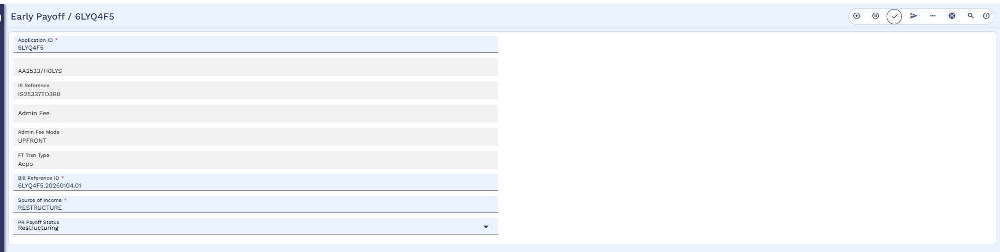 Early Payoff / 6LYQ4F5
Application ID *
6LYQ4F5
AA25337H0LYS
IS Reference
IS25337TD3B0
Admin Fee
Admin Fee Mode
UPFRONT
FT Trxn Type
Acpo
Bill Reference ID *
6LYQ4F5.20260104.01
Source of Income *
RESTRUCTURE
PR Payoff Status
Restructuring